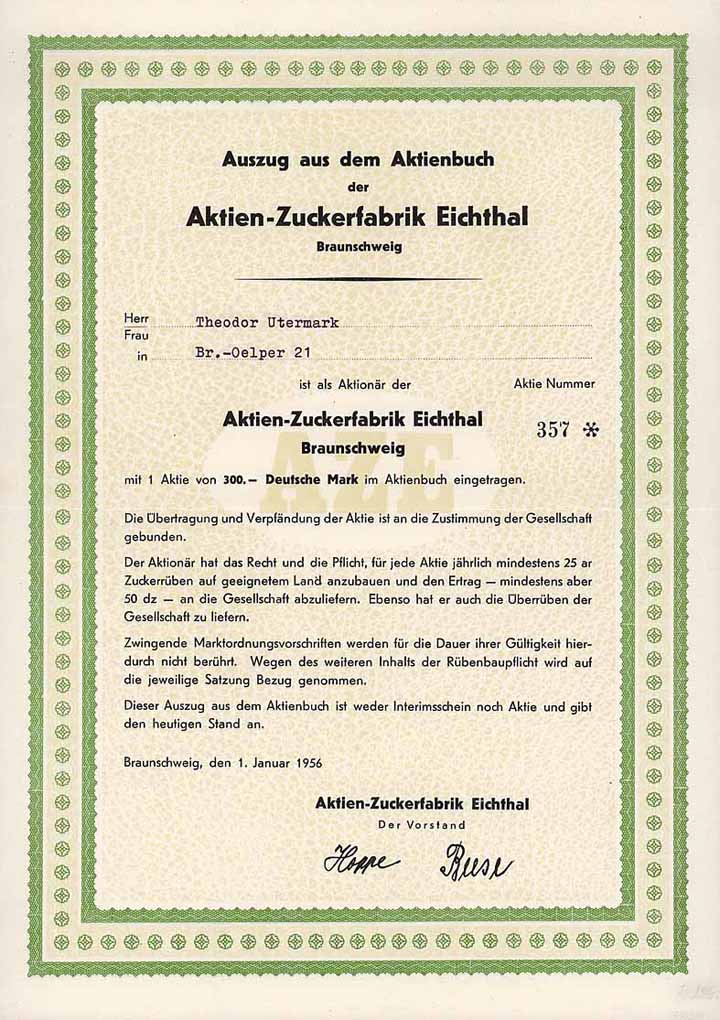 Auszug aus dem Aktienbuch
der
Aktien-Zuckerfabrik Eichthal
Braunschweig
Herr
Theodor Utermark
Frau
in Br.-Oelper 21
ist als Aktionär der
Aktie Nummer
Aktien-Zuckerfabrik Eichthal
357 *
Braunschweig
AZE
mit 1 Aktie von 300.— Deutsche Mark im Aktienbuch eingetragen.
Die Übertragung und Verpfändung der Aktie ist an die Zustimmung der Gesellschaft
gebunden.
Der Aktionär hat das Recht und die Pflicht, für jede Aktie jährlich mindestens 25 ar
Zuckerrüben auf geeignetem Land anzubauen und den Ertrag — mindestens aber
50 dz — an die Gesellschaft abzuliefern. Ebenso hat er auch die Überrüben der
Gesellschaft zu liefern.
Zwingende Marktordnungsvorschriften werden für die Dauer ihrer Gültigkeit hier-
durch nicht berührt. Wegen des weiteren Inhalts der Rübenbaupflicht wird auf
die jeweilige Satzung Bezug genommen.
Dieser Auszug aus dem Aktienbuch ist weder Interimsschein noch Aktie und gibt
den heutigen Stand an.
Braunschweig, den 1. Januar 1956
Aktien-Zuckerfabrik Eichthal
Der Vorstand
Hoppe Beese